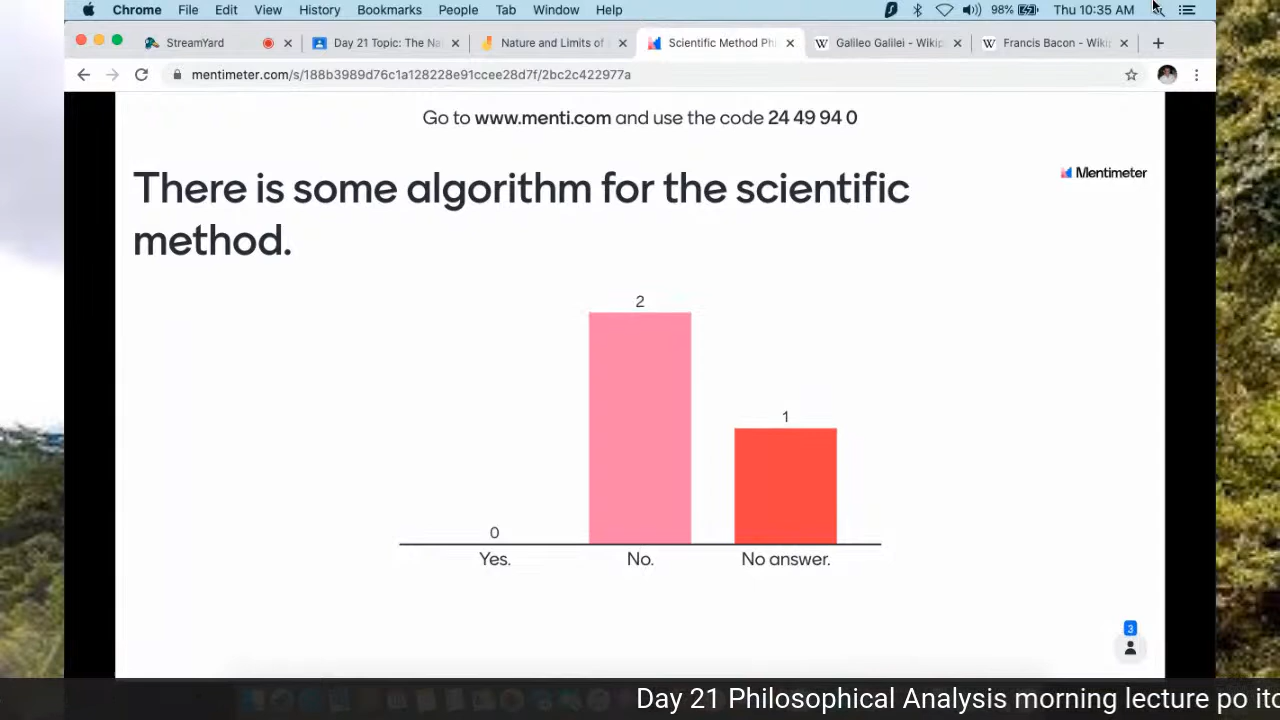 Chrome File Edit View History Bookmarks People Tab Window Help 98% Thu 10:35 AM
StreamYard Day 21 Topic: The Na Nature and Limits of Scientific Method Ph Galileo Galilei - Wikip Francis Bacon - Wiki
mentimeter.com/s/188b3989d76c1a128228e91ccee28d7f/2bc2c422977a
Go to www.menti.com and use the code 24 49 94 0
Mentimeter
There is some algorithm for the scientific
method.
2
1
0
Yes. No. No answer.
3
Day 21 Philosophical Analysis morning lecture po ito